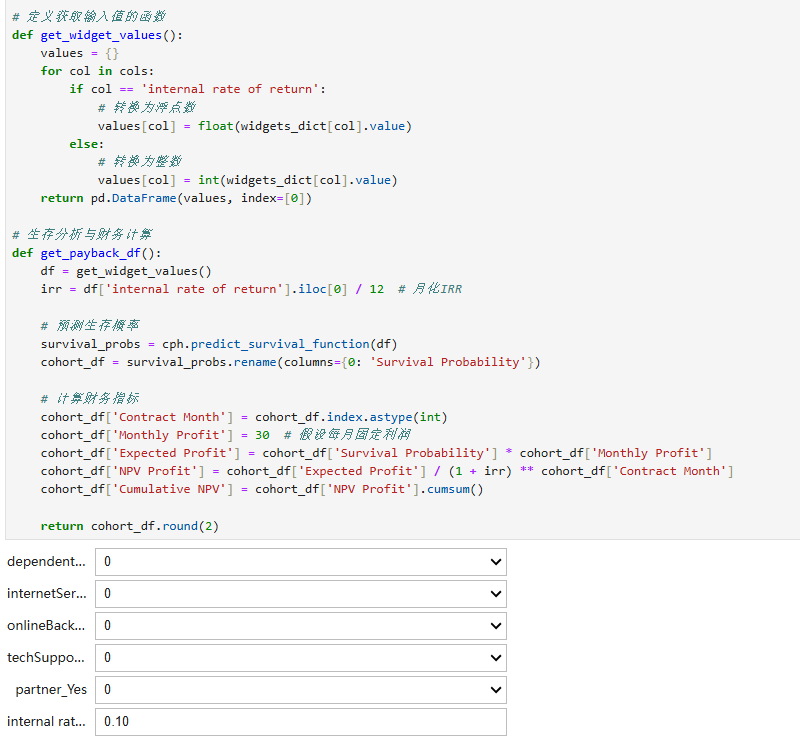 # 定义获取输入值的函数
def get_widget_values():
    values = {}
    for col in cols:
        if col == 'internal rate of return':
            # 转换为浮点数
            values[col] = float(widgets_dict[col].value)
        else:
            # 转换为整数
            values[col] = int(widgets_dict[col].value)
    return pd.DataFrame(values, index=[0])
# 生存分析与财务计算
def get_payback_df():
    df = get_widget_values()
    irr = df['internal rate of return'].iloc[0] / 12  # 月化IRR
    # 预测生存概率
    survival_probs = cph.predict_survival_function(df)
    cohort_df = survival_probs.rename(columns={0: 'Survival Probability'})
    # 计算财务指标
    cohort_df['Contract Month'] = cohort_df.index.astype(int)
    cohort_df['Monthly Profit'] = 30  # 假设每月固定利润
    cohort_df['Expected Profit'] = cohort_df['Survival Probability'] * cohort_df['Monthly Profit']
    cohort_df['NPV Profit'] = cohort_df['Expected Profit'] / (1 + irr) ** cohort_df['Contract Month']
    cohort_df['Cumulative NPV'] = cohort_df['NPV Profit'].cumsum()
    return cohort_df.round(2)
dependent... 0
internetSer... 0
onlineBack... 0
techSuppo... 0
partner_Yes 0
internal rat... 0.10